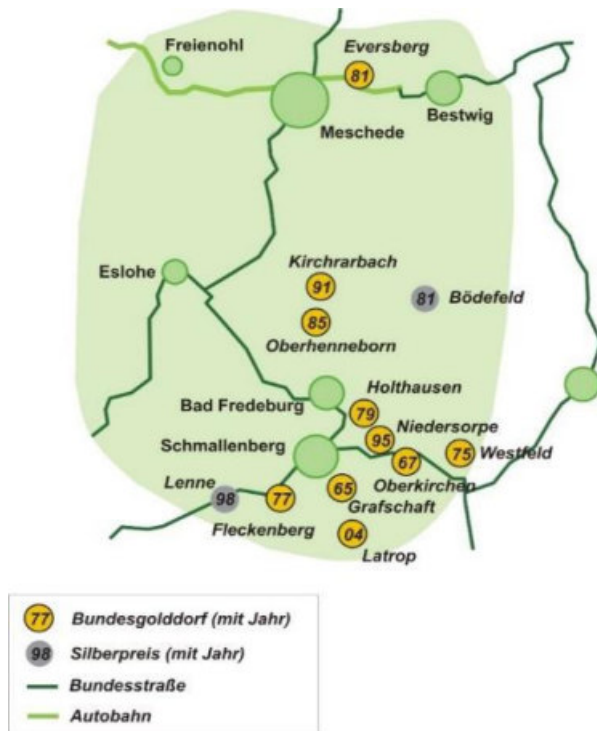 Eversberg
Freienohl
81
Bestwig
Meschede
Kirchrarbach
Eslohe
91
81 Bödefeld
85
Oberhenneborn
Holthausen
Bad Fredeburg
79
Niedersorpe
95
Schmallenberg
75 Westfeld
67
Lenne
Oberkirchen
98
77
65
Grafschaft
Fleckenberg
04
Latrop
77 Bundesgolddorf (mit Jahr)
98 Silberpreis (mit Jahr)
Bundesstraße
Autobahn